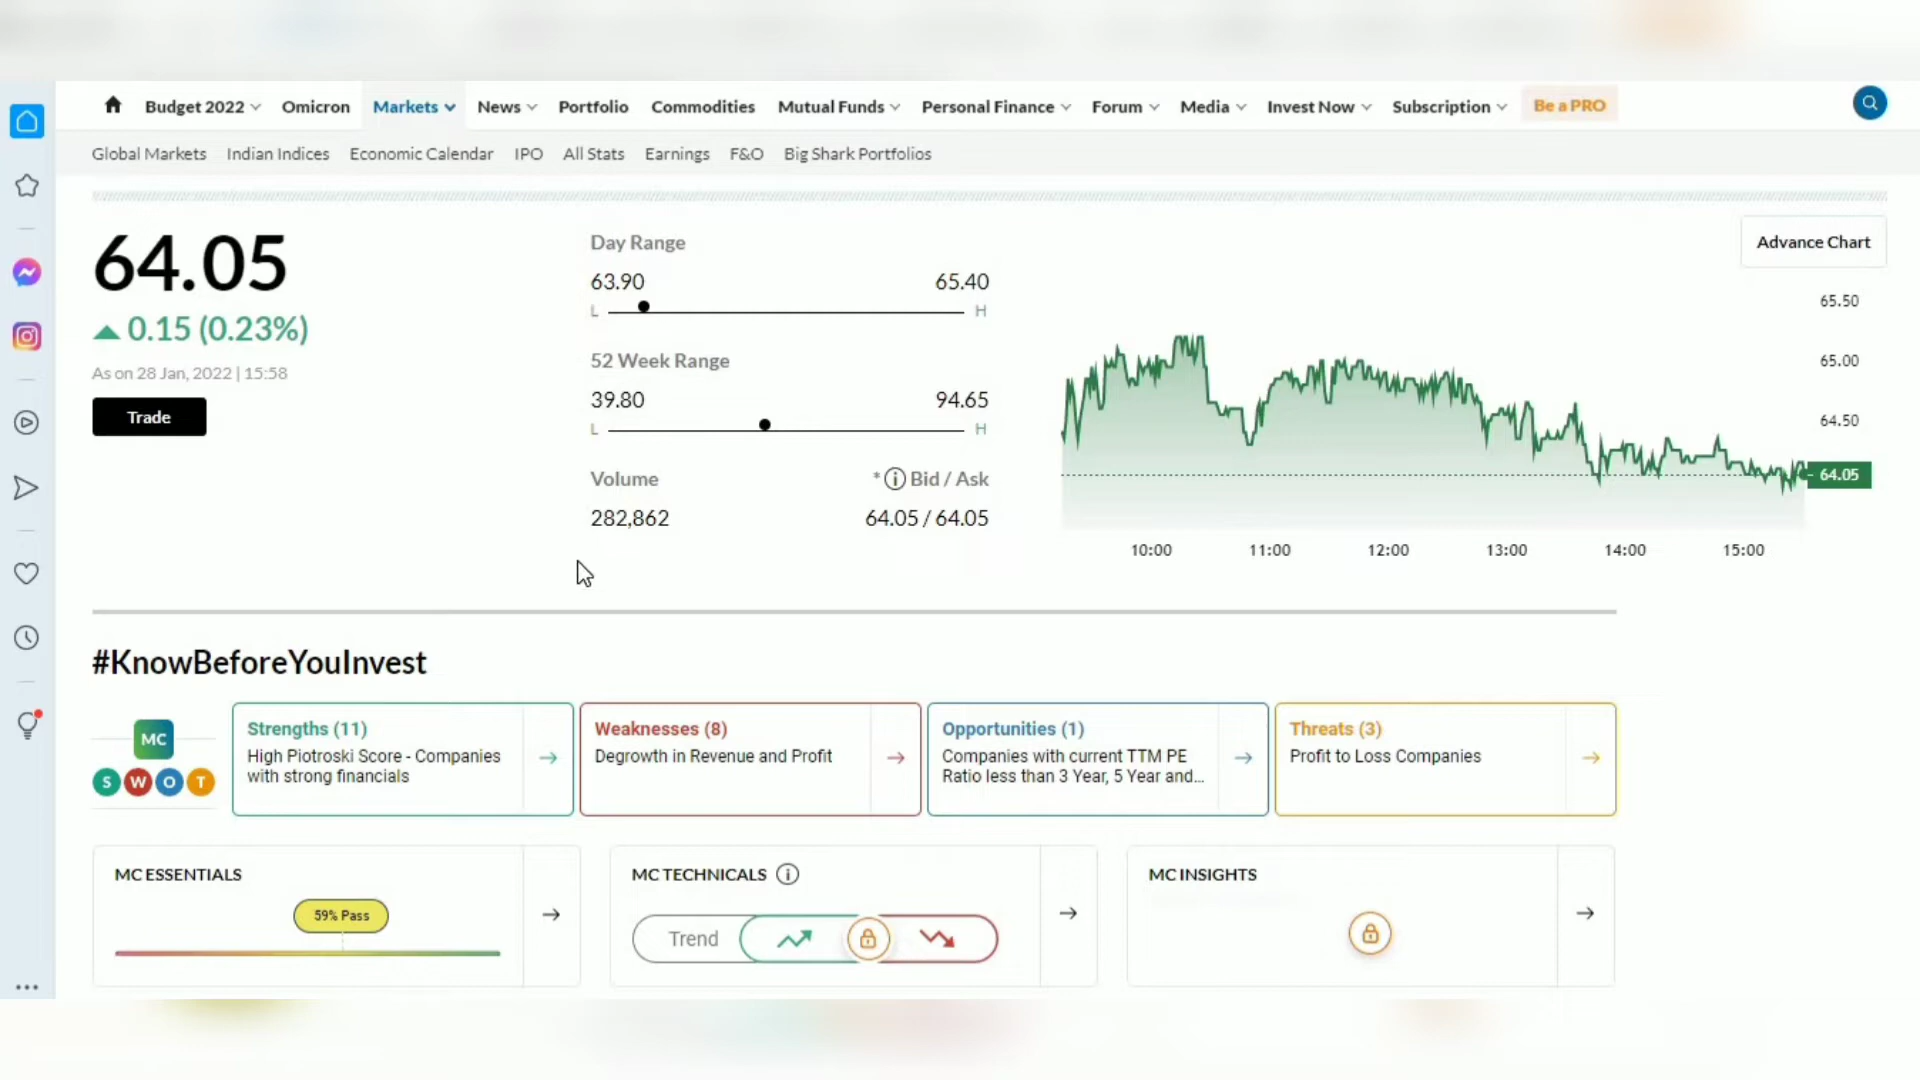 Budget 2022 Omicron Markets News Portfolio Commodities Mutual Funds Personal Finance Forum Media Invest Now Subscription Be a PRO
Global Markets Indian Indices Economic Calendar IPO All Stats Earnings F&O Big Shark Portfolios
64.05
0.15 (0.23%)
As on 28 Jan, 2022 | 15:58
Trade
Day Range
63.90 65.40
L H
52 Week Range
39.80 94.65
L H
Volume * i Bid / Ask
282,862 64.05 / 64.05
Advance Chart
65.50
65.00
64.50
64.05
10:00 11:00 12:00 13:00 14:00 15:00
#KnowBeforeYouInvest
MC
S W O T
Strengths (11)
High Piotroski Score - Companies
with strong financials
Weaknesses (8)
Degrowth in Revenue and Profit
Opportunities (1)
Companies with current TTM PE
Ratio less than 3 Year, 5 Year and...
Threats (3)
Profit to Loss Companies
MC ESSENTIALS
59% Pass
MC TECHNICALS i
Trend
MC INSIGHTS